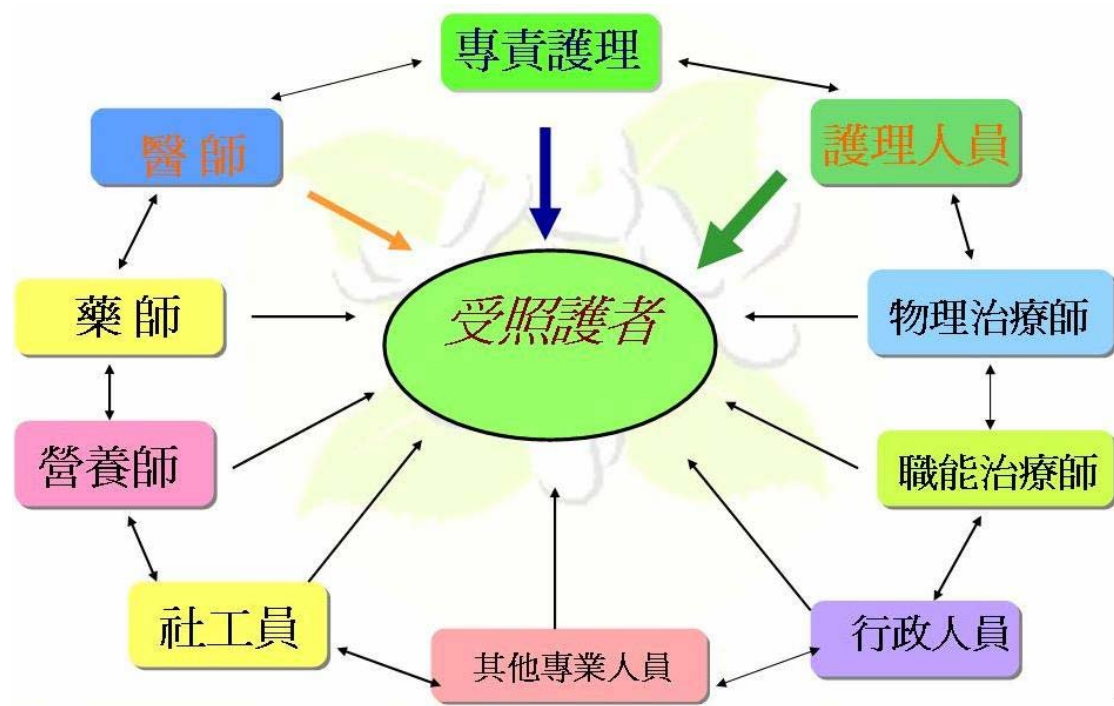 專責護理
醫師
護理人員
受照護者
藥師
物理治療師
營養師
職能治療師
社工員
其他專業人員
行政人員